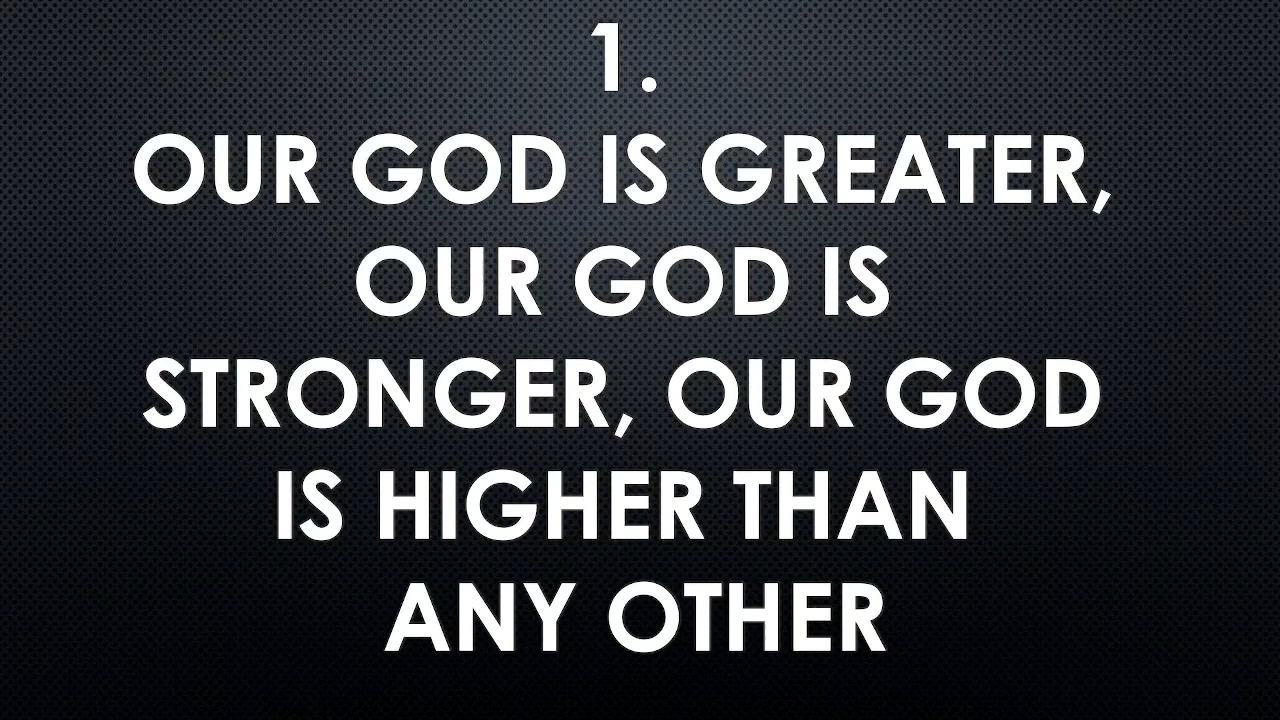 1.
OUR GOD IS GREATER,
OUR GOD IS
STRONGER, OUR GOD
IS HIGHER THAN
ANY OTHER